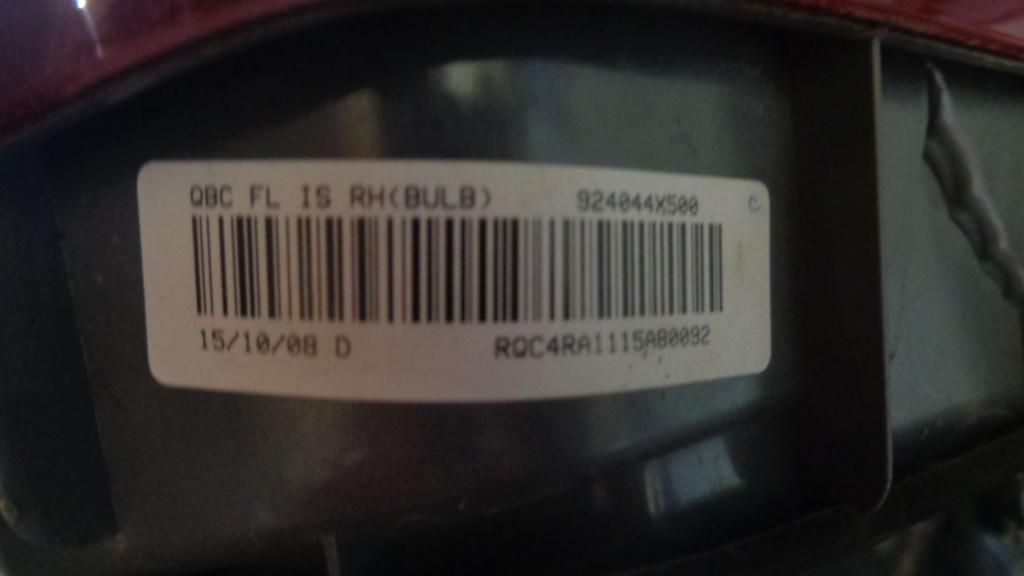 QBC FL IS RH(BULB) 924044X500 C
15/10/08 D RQC4RA1115A80092